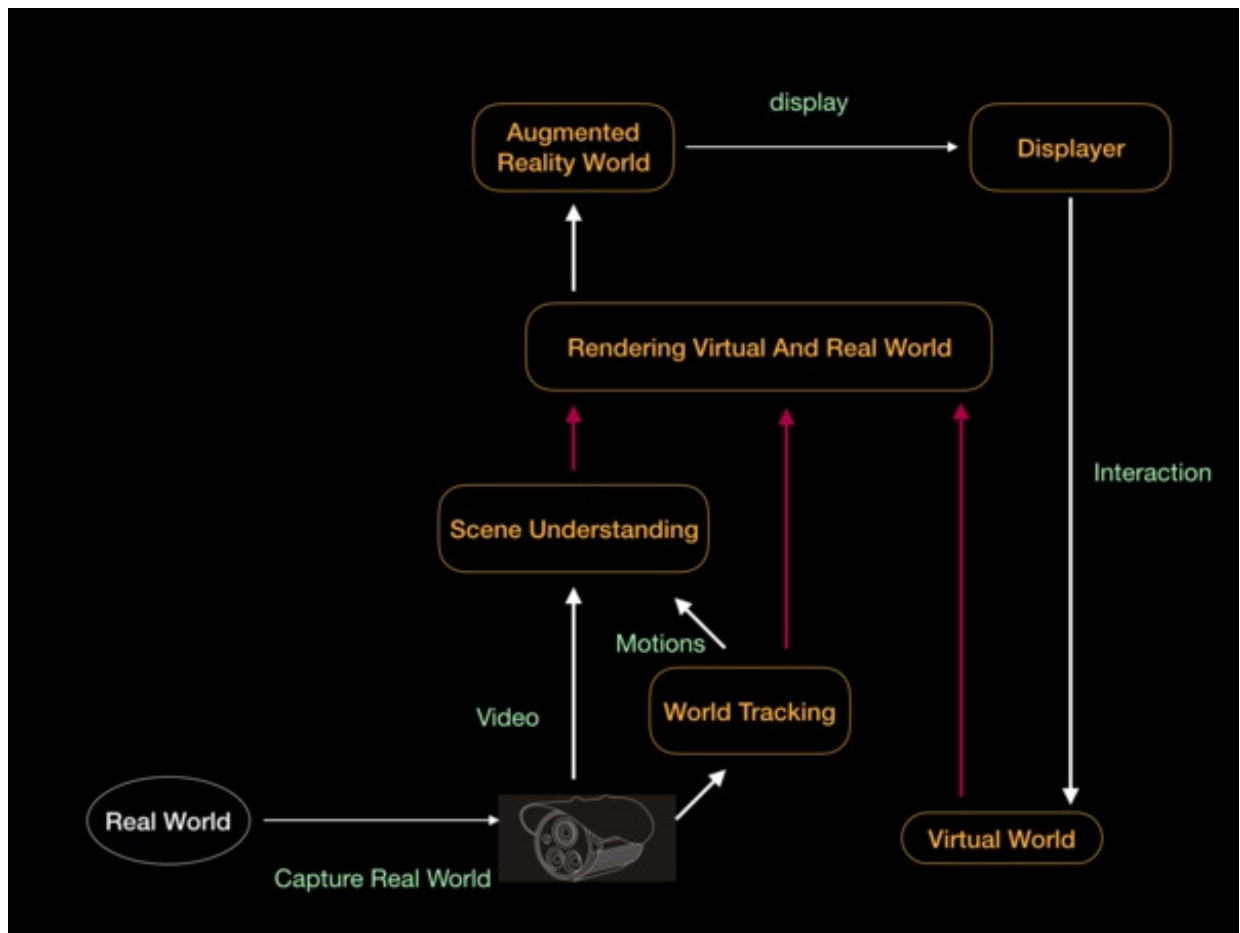 display
Augmented
Reality World
Displayer
Rendering Virtual And Real World
Interaction
Scene Understanding
Motions
Video
World Tracking
Real World
Virtual World
Capture Real World